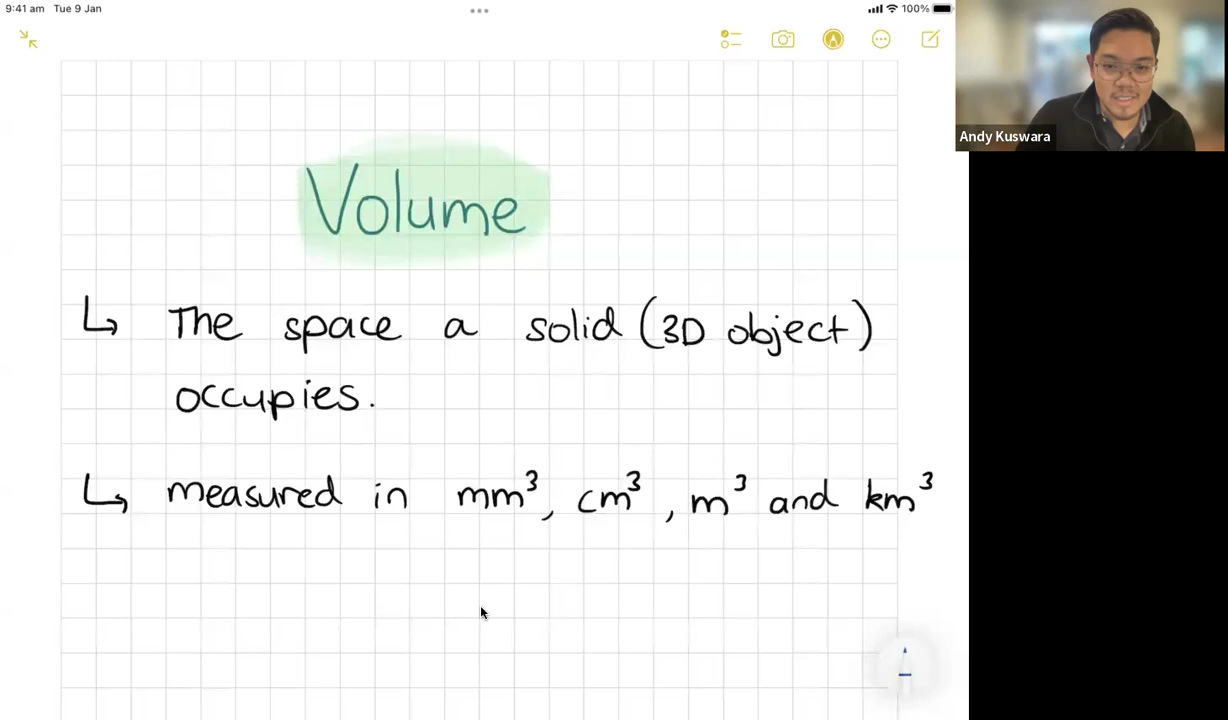 9:41 am Tue 9 Jan
100%
Andy Kuswara
Volume
↳ The space a solid (3D object)
occupies.
↳ measured in mm³, cm³, m³ and km³